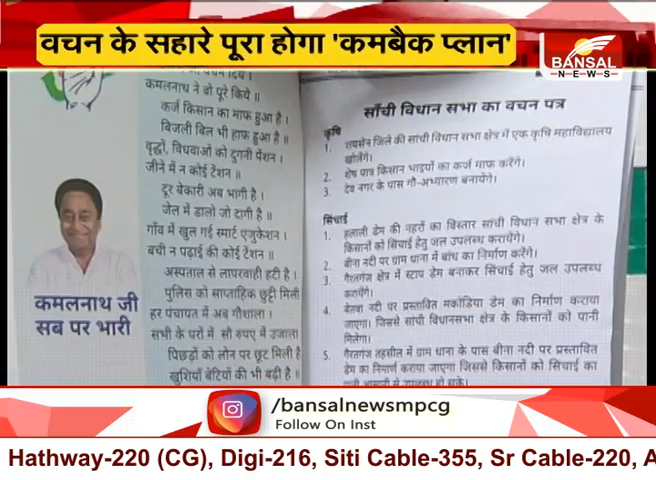 वचन के सहारे पूरा होगा 'कमबैक प्लान'
BANSAL
NEWS
कमलनाथ ने वो पूरे किये ॥
कर्ज किसान का माफ हुआ है ।
बिजली बिल भी हाफ हुआ है ॥
वृद्धों, विधवाओं को दुगनी पेंशन ।
जीने में न कोई टेंशन ॥
दूर बेकारी अब भागी है ।
जेल में डालो जो दागी है ॥
गाँव में खुल गई स्मार्ट एजुकेशन ।
बची न पढ़ाई की कोई टेंशन ॥
अस्पताल से लापरवाही हटी है ।
पुलिस को साप्ताहिक छुट्टी मिली
हर पंचायत में अब गौशाला ।
सभी के घरों में सौ रुपए में उजाला
पिछड़ों को लोन पर छूट मिली है
खुशियाँ बेटियों की भी बढ़ी है ॥
कमलनाथ जी
सब पर भारी
साँची विधान सभा का वचन पत्र
कृषि
1. रायसेन जिले की सांची विधान सभा क्षेत्र में एक कृषि महाविद्यालय
खोलेंगे।
2. शेष पात्र किसान भाइयों का कर्ज माफ करेंगे।
3. देव नगर के पास गौ-अभ्यारण बनायेंगे।
सिंचाई
1. हलाली डेम की नहरों का विस्तार सांची विधान सभा क्षेत्र के
किसानों को सिंचाई हेतु जल उपलब्ध करायेंगे।
2. बीना नदी पर ग्राम धाना में बांध का निर्माण करेंगे।
3. गैरतगंज क्षेत्र में स्टाप डेम बनाकर सिंचाई हेतु जल उपलब्ध
करायेंगे।
4. बेतवा नदी पर प्रस्तावित मकोडिया डेम का निर्माण कराया
जाएगा। जिससे सांची विधानसभा क्षेत्र के किसानों को पानी
मिलेगा।
5. गैरतगंज तहसील में ग्राम धाना के पास बीना नदी पर प्रस्तावित
डेम का निर्माण कराया जाएगा जिससे किसानों को सिंचाई का
पानी आसानी से उपलब्ध हो सके।
/bansalnewsmpcg
Follow On Inst
Hathway-220 (CG), Digi-216, Siti Cable-355, Sr Cable-220, A